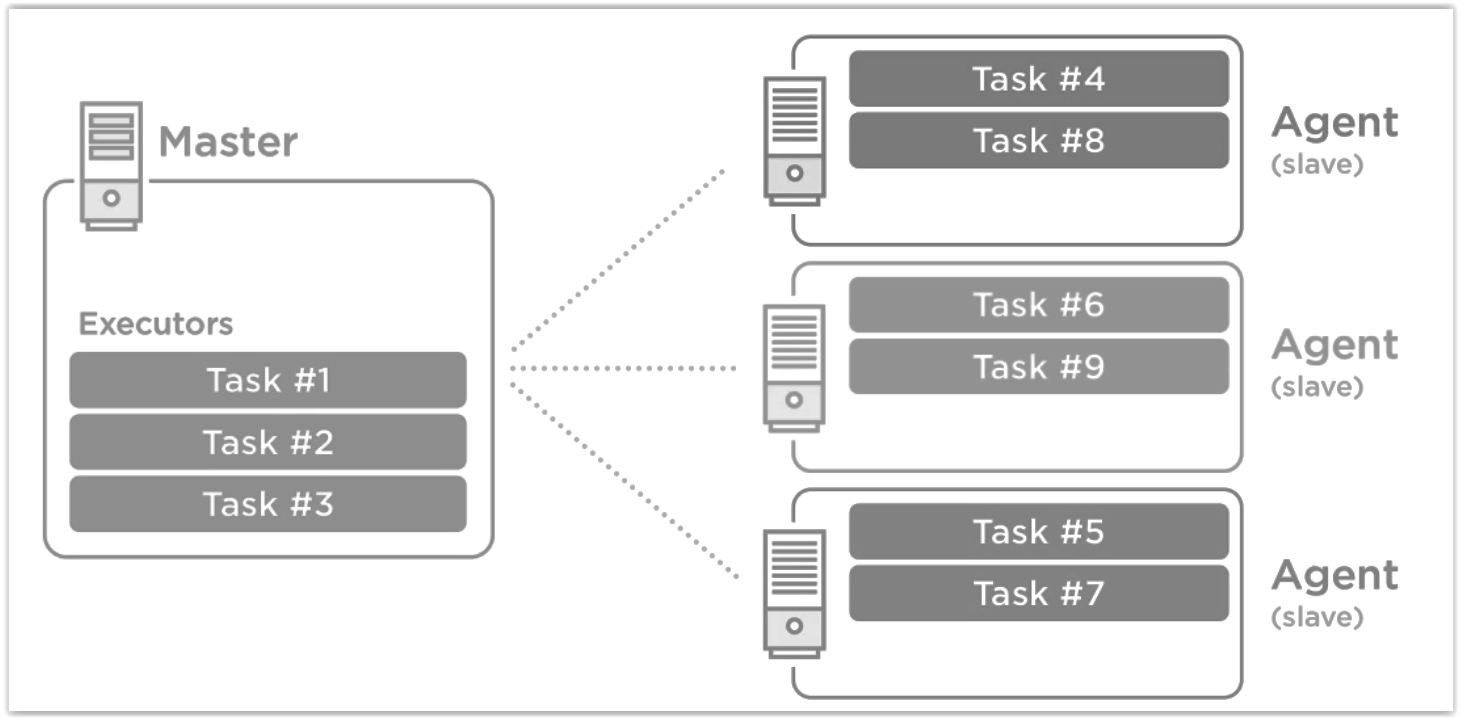 Master
Executors
Task #1
Task #2
Task #3
Task #4
Task #8
Agent
(slave)
Task #6
Task #9
Agent
(slave)
Task #5
Task #7
Agent
(slave)